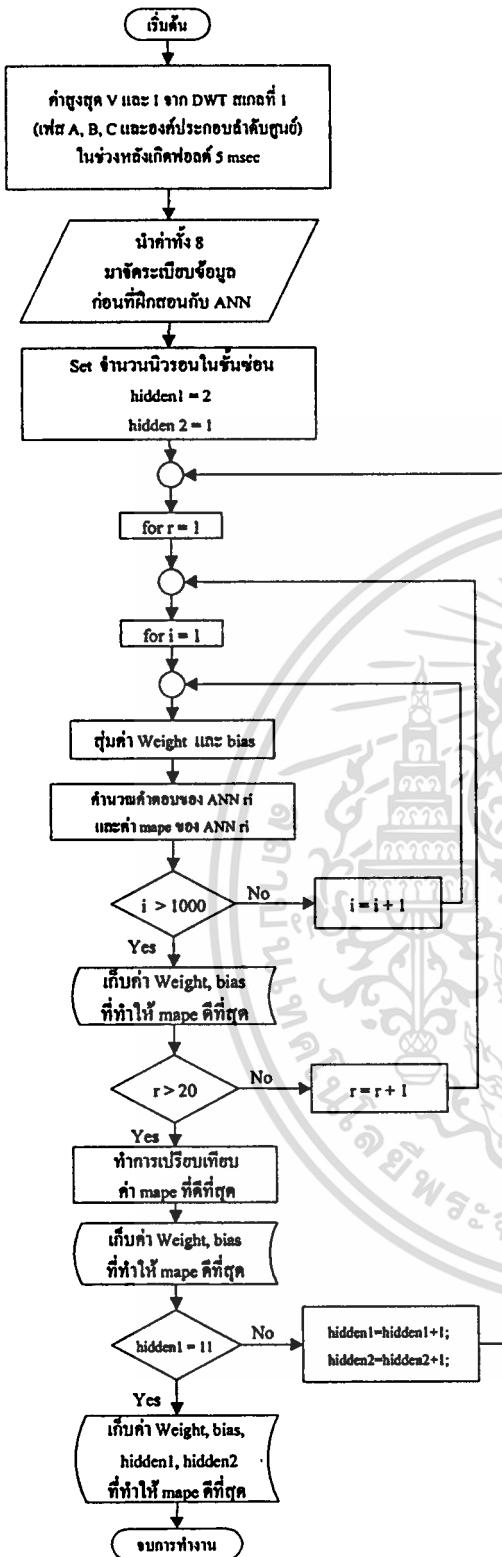 เริ่มต้น
ค่าสูงสุด V และ I จาก DWT สเกลที่ 1
(เฟส A, B, C และองค์ประกอบลำดับศูนย์)
ในช่วงหลังเกิดฟอลต์ 5 msec
นำค่าทั้ง 8
มาจัดระเบียบข้อมูล
ก่อนที่ฝึกสอนกับ ANN
Set จำนวนนิวรอนในชั้นซ่อน
hidden1 = 2
hidden 2 = 1
for r = 1
for i = 1
สุ่มค่า Weight และ bias
คำนวณคำตอบของ ANN ri
และค่า mape ของ ANN ri
i > 1000
No
i = i + 1
Yes
เก็บค่า Weight, bias
ที่ทำให้ mape ดีที่สุด
r > 20
No
r = r + 1
Yes
ทำการเปรียบเทียบ
ค่า mape ที่ดีที่สุด
เก็บค่า Weight, bias
ที่ทำให้ mape ดีที่สุด
hidden1 = 11
No
hidden1=hidden1+1;
hidden2=hidden2+1;
Yes
เก็บค่า Weight, bias,
hidden1, hidden2
ที่ทำให้ mape ดีที่สุด
จบการทำงาน